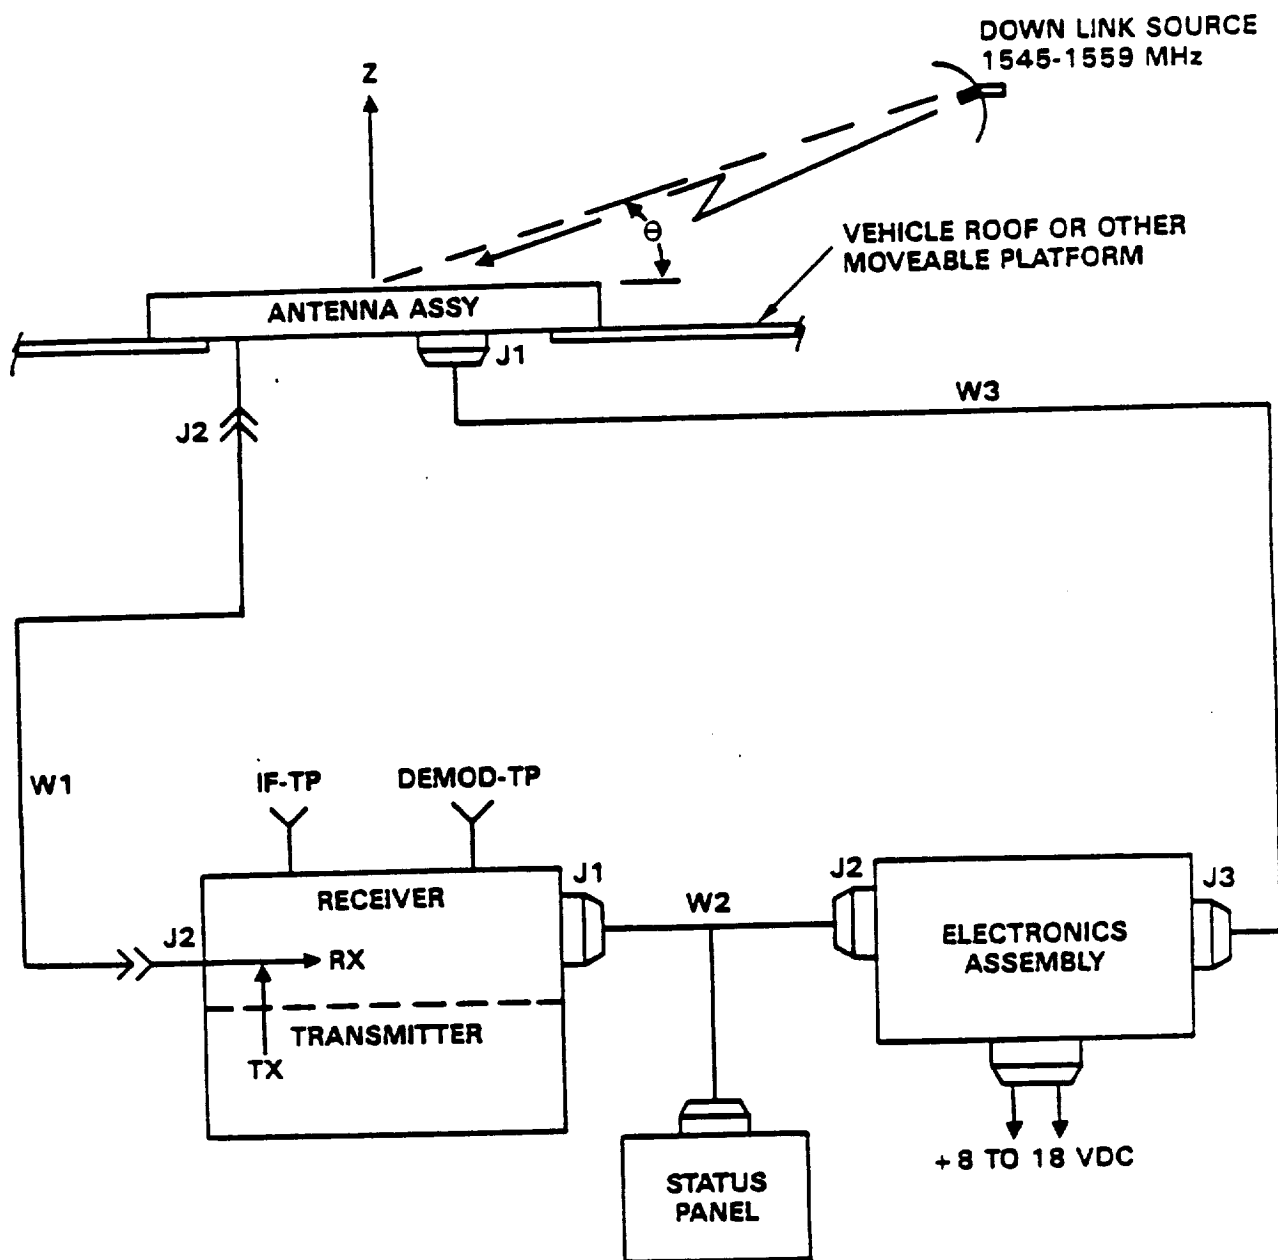 DOWN LINK SOURCE
1545-1559 MHz
Z
θ
VEHICLE ROOF OR OTHER
MOVEABLE PLATFORM
ANTENNA ASSY
J1
W3
J2
W1
IF-TP
DEMOD-TP
J1
J2
J3
RECEIVER
W2
ELECTRONICS
ASSEMBLY
J2
RX
TRANSMITTER
TX
+8 TO 18 VDC
STATUS
PANEL